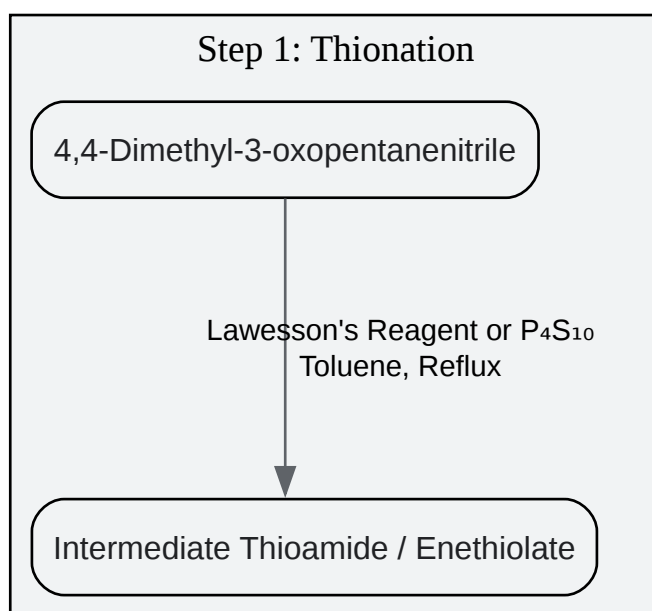 Step 1: Thionation
4,4-Dimethyl-3-oxopentanenitrile
Lawesson's Reagent or P₄S₁₀
Toluene, Reflux
Intermediate Thioamide / Enethiolate